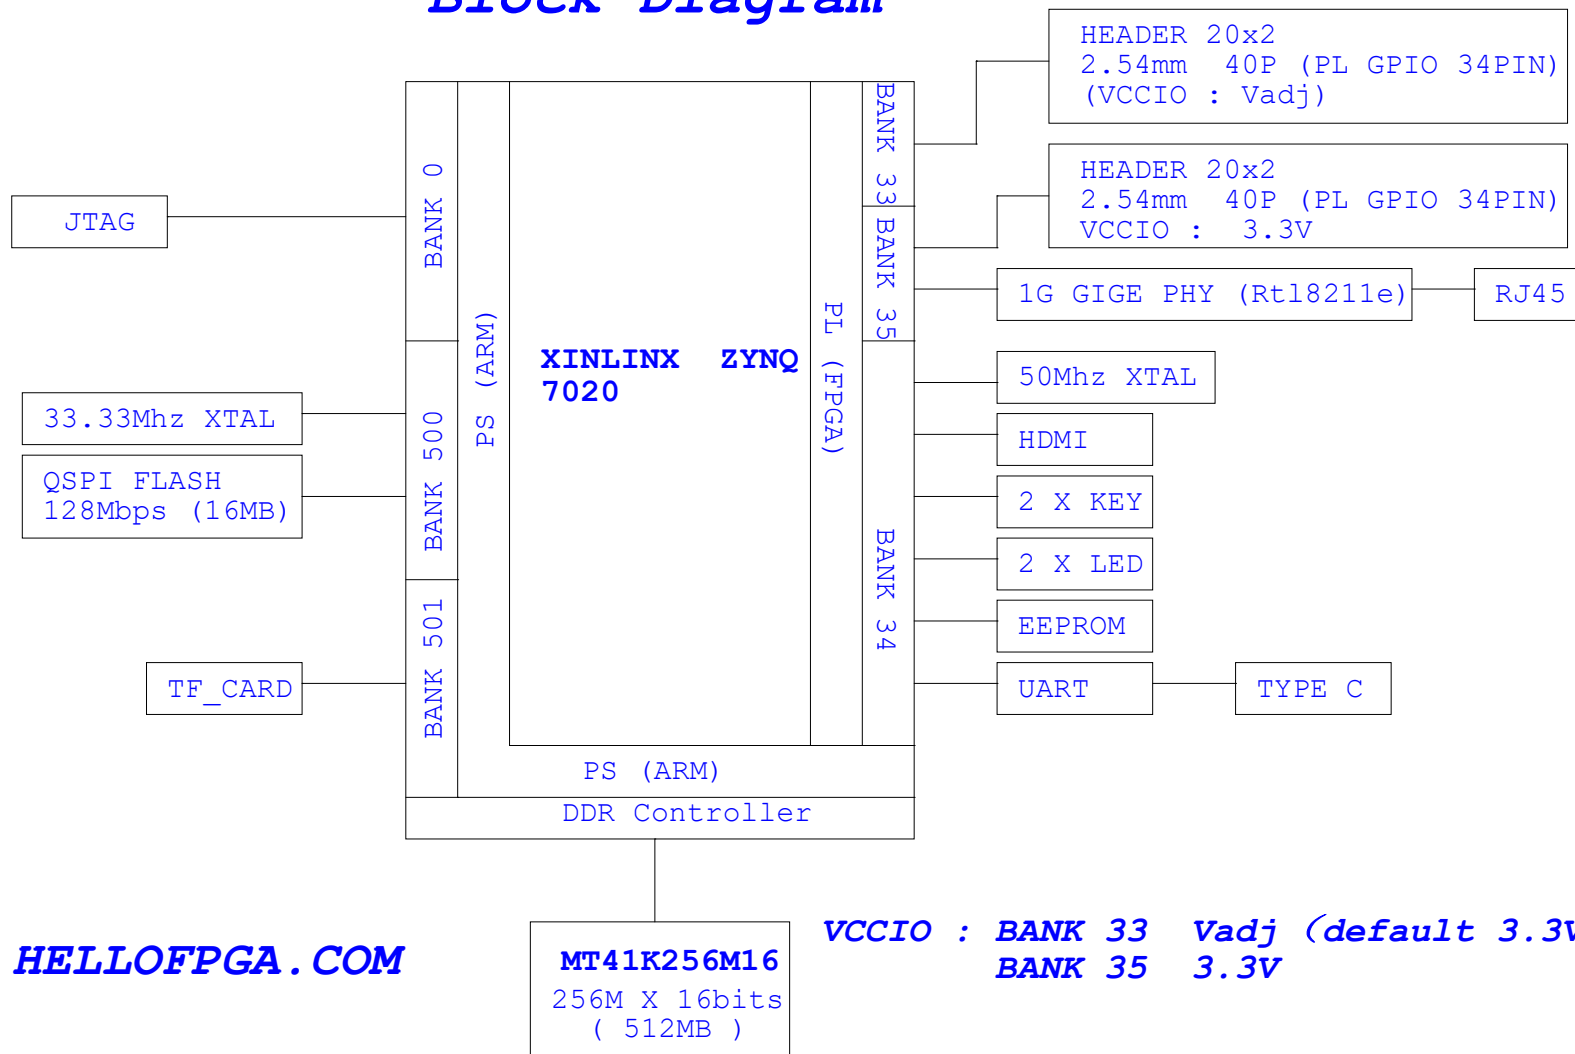 Block Diagram
HEADER 20x2
2.54mm 40P (PL GPIO 34PIN)
(VCCIO : Vadj)
HEADER 20x2
2.54mm 40P (PL GPIO 34PIN)
VCCIO : 3.3V
1G GIGE PHY (Rtl8211e)
RJ45
50Mhz XTAL
HDMI
2 X KEY
2 X LED
EEPROM
UART
TYPE C
BANK 33
BANK 35
BANK 34
PL (FPGA)
XINLINX ZYNQ
7020
PS (ARM)
BANK 0
BANK 500
BANK 501
JTAG
33.33Mhz XTAL
QSPI FLASH
128Mbps (16MB)
TF_CARD
PS (ARM)
DDR Controller
MT41K256M16
256M X 16bits
( 512MB )
HELLOFPGA.COM
VCCIO : BANK 33 Vadj (default 3.3V
BANK 35 3.3V